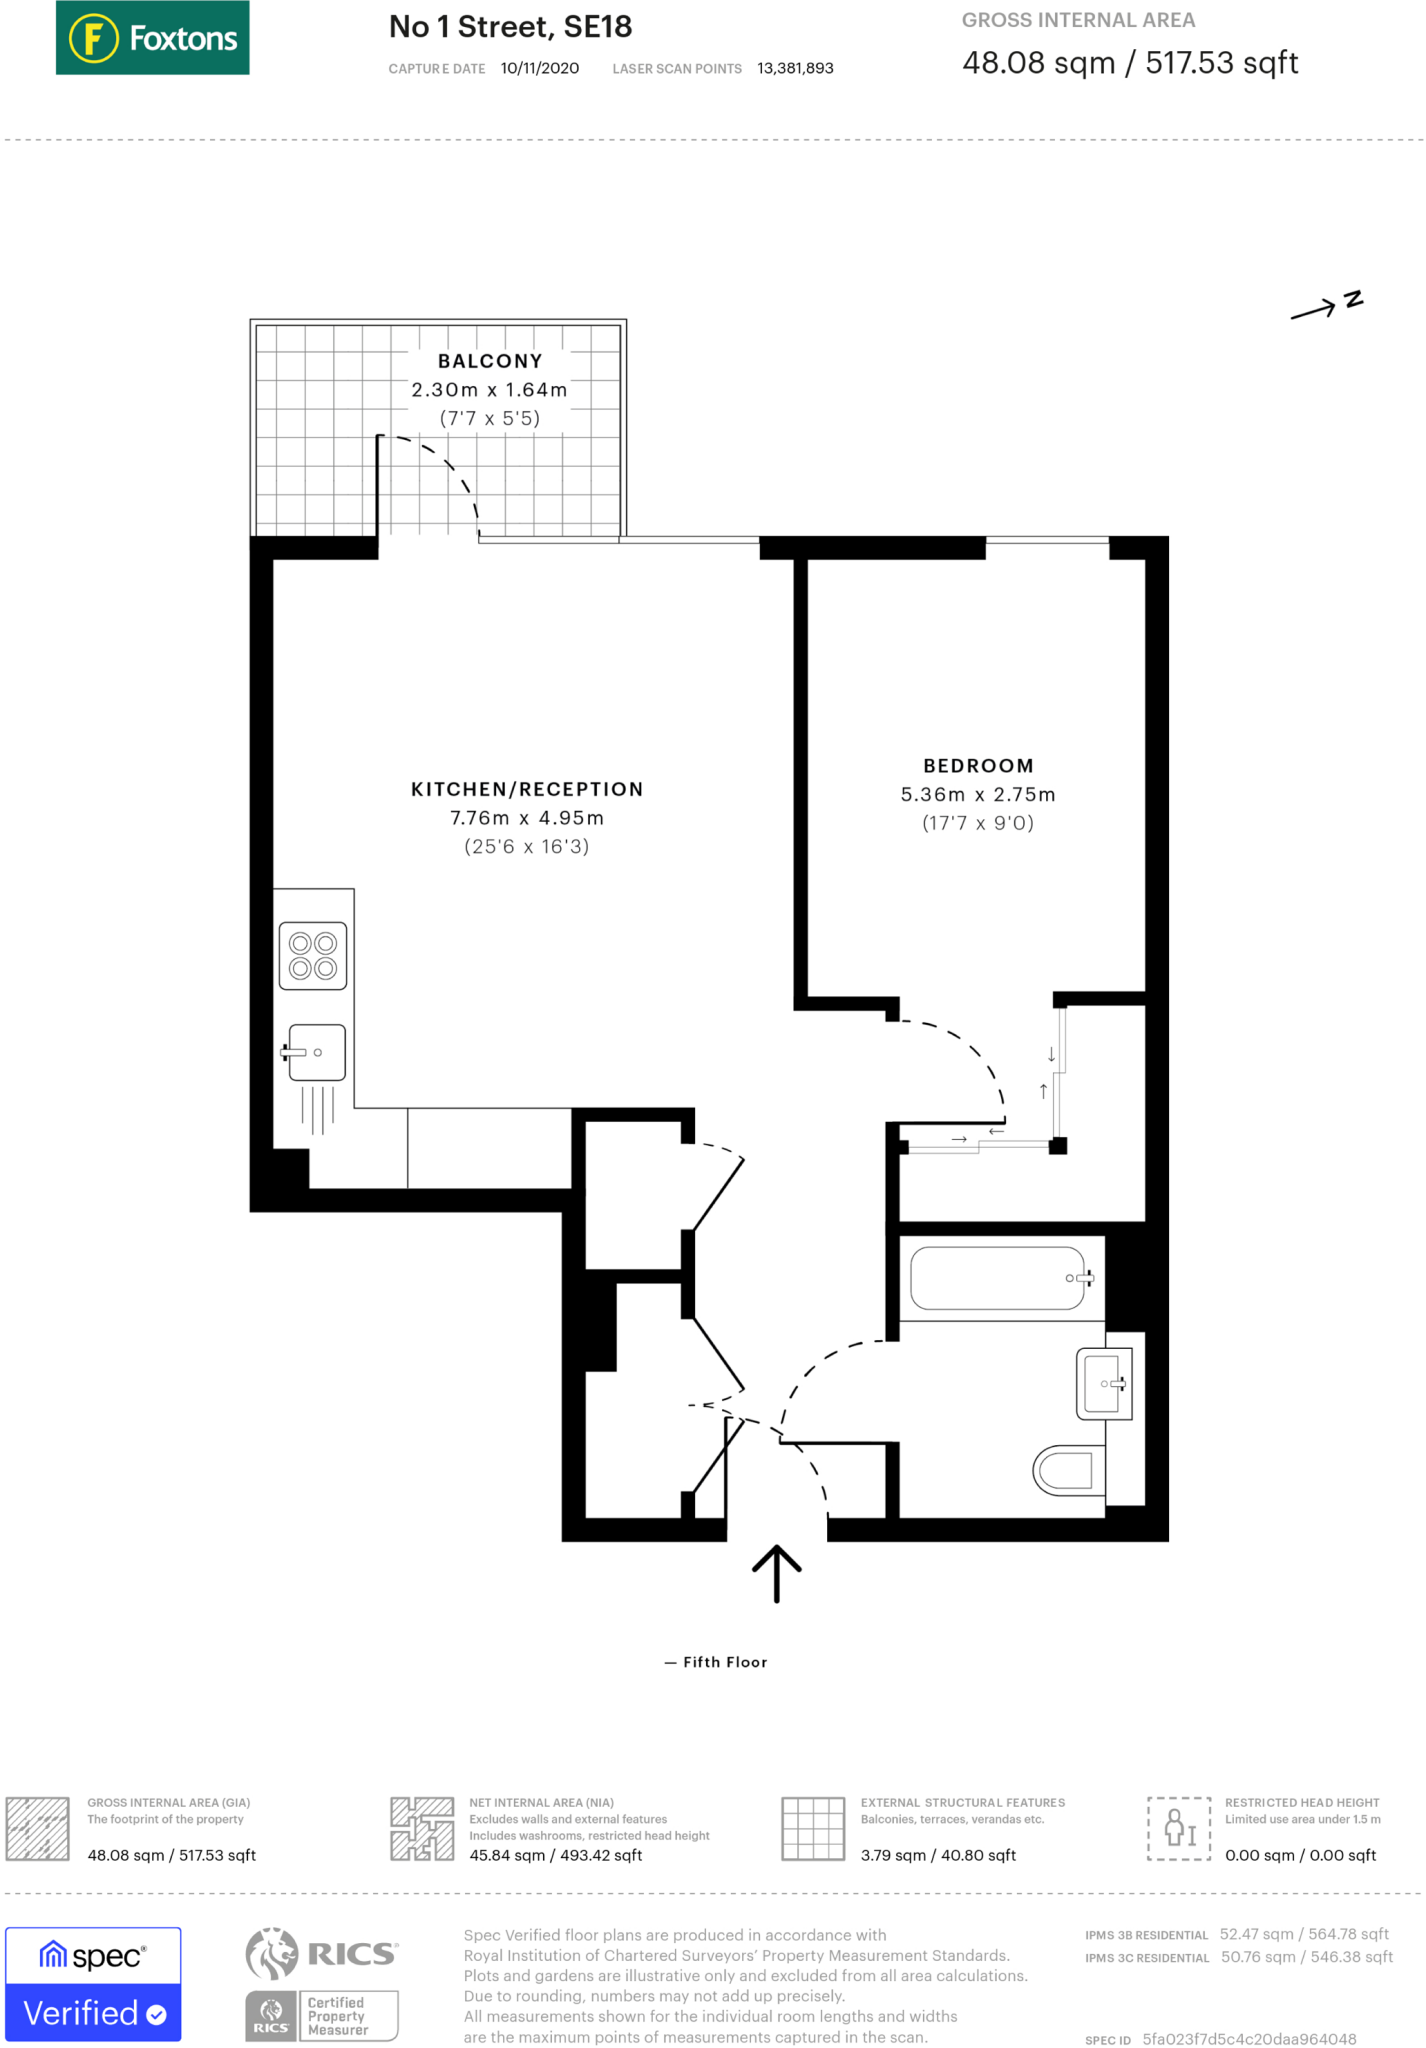 Foxtons
No 1 Street, SE18
CAPTURE DATE 10/11/2020 LASER SCAN POINTS 13,381,893
GROSS INTERNAL AREA
48.08 sqm / 517.53 sqft
N
BALCONY
2.30m x 1.64m
(7'7 x 5'5)
KITCHEN/RECEPTION
7.76m x 4.95m
(25'6 x 16'3)
BEDROOM
5.36m x 2.75m
(17'7 x 9'0)
— Fifth Floor
GROSS INTERNAL AREA (GIA)
The footprint of the property
48.08 sqm / 517.53 sqft
NET INTERNAL AREA (NIA)
Excludes walls and external features
Includes washrooms, restricted head height
45.84 sqm / 493.42 sqft
EXTERNAL STRUCTURAL FEATURES
Balconies, terraces, verandas etc.
3.79 sqm / 40.80 sqft
RESTRICTED HEAD HEIGHT
Limited use area under 1.5 m
0.00 sqm / 0.00 sqft
spec®
Verified
RICS®
RICS
Certified
Property
Measurer
Spec Verified floor plans are produced in accordance with
Royal Institution of Chartered Surveyors' Property Measurement Standards.
Plots and gardens are illustrative only and excluded from all area calculations.
Due to rounding, numbers may not add up precisely.
All measurements shown for the individual room lengths and widths
are the maximum points of measurements captured in the scan.
IPMS 3B RESIDENTIAL 52.47 sqm / 564.78 sqft
IPMS 3C RESIDENTIAL 50.76 sqm / 546.38 sqft
SPEC ID 5fa023f7d5c4c20daa964048